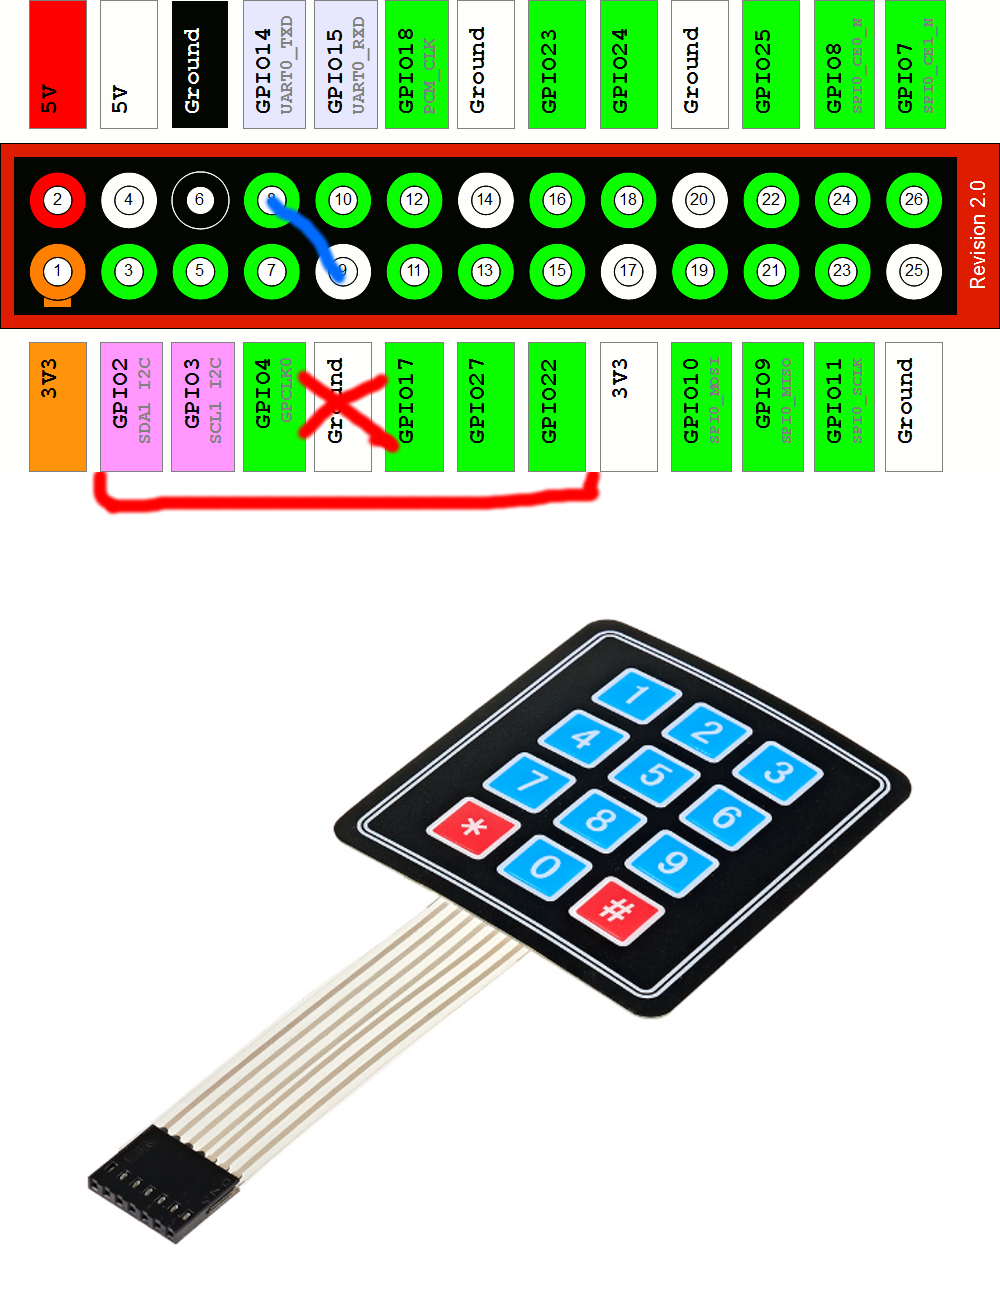 5V
5V
Ground
GPIO14
UART0_TXD
GPIO15
UART0_RXD
GPIO18
PCM_CLK
Ground
GPIO23
GPIO24
Ground
GPIO25
GPIO8
SPI0_CE0_N
GPIO7
SPI0_CE1_N
2 4 6 8 10 12 14 16 18 20 22 24 26
1 3 5 7 9 11 13 15 17 19 21 23 25
Revision 2.0
3V3
GPIO2
SDA1 I2C
GPIO3
SCL1 I2C
GPIO4
GPCLK0
Ground
GPIO17
GPIO27
GPIO22
3V3
GPIO10
SPI0_MOSI
GPIO9
SPI0_MISO
GPIO11
SPI0_SCLK
Ground
1 2 3
4 5 6
7 8 9
* 0 #